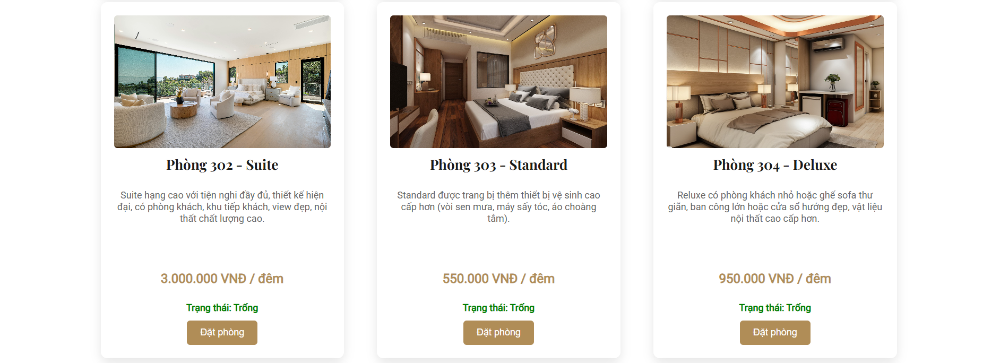 Phòng 302 - Suite
Suite hạng cao với tiện nghi đầy đủ, thiết kế hiện
đại, có phòng khách, khu tiếp khách, view đẹp, nội
thất chất lượng cao.
3.000.000 VNĐ / đêm
Trạng thái: Trống
Đặt phòng
Phòng 303 - Standard
Standard được trang bị thêm thiết bị vệ sinh cao
cấp hơn (vòi sen mưa, máy sấy tóc, áo choàng
tắm).
550.000 VNĐ / đêm
Trạng thái: Trống
Đặt phòng
Phòng 304 - Deluxe
Reluxe có phòng khách nhỏ hoặc ghế sofa thư
giãn, ban công lớn hoặc cửa sổ hướng đẹp, vật liệu
nội thất cao cấp hơn.
950.000 VNĐ / đêm
Trạng thái: Trống
Đặt phòng